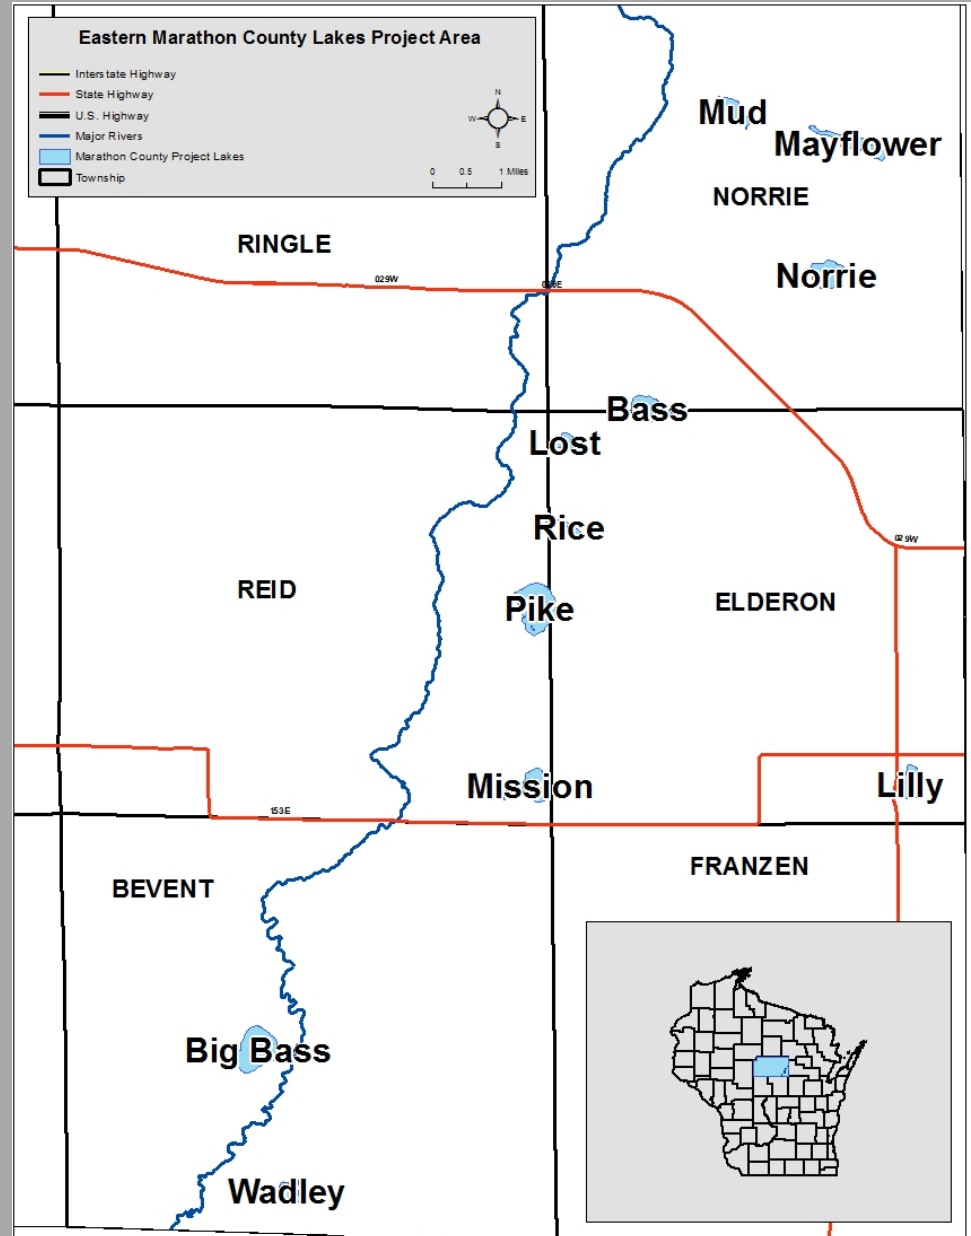 Eastern Marathon County Lakes Project Area
Interstate Highway
State Highway
U.S. Highway
Major Rivers
Marathon County Project Lakes
Township
N
W
E
S
0 0.5 1 Miles
Mud
Mayflower
NORRIE
RINGLE
Norrie
029W
Bass
Lost
Rice
029W
REID
Pike
ELDERON
Mission
Lilly
153E
FRANZEN
BEVENT
Big Bass
Wadley